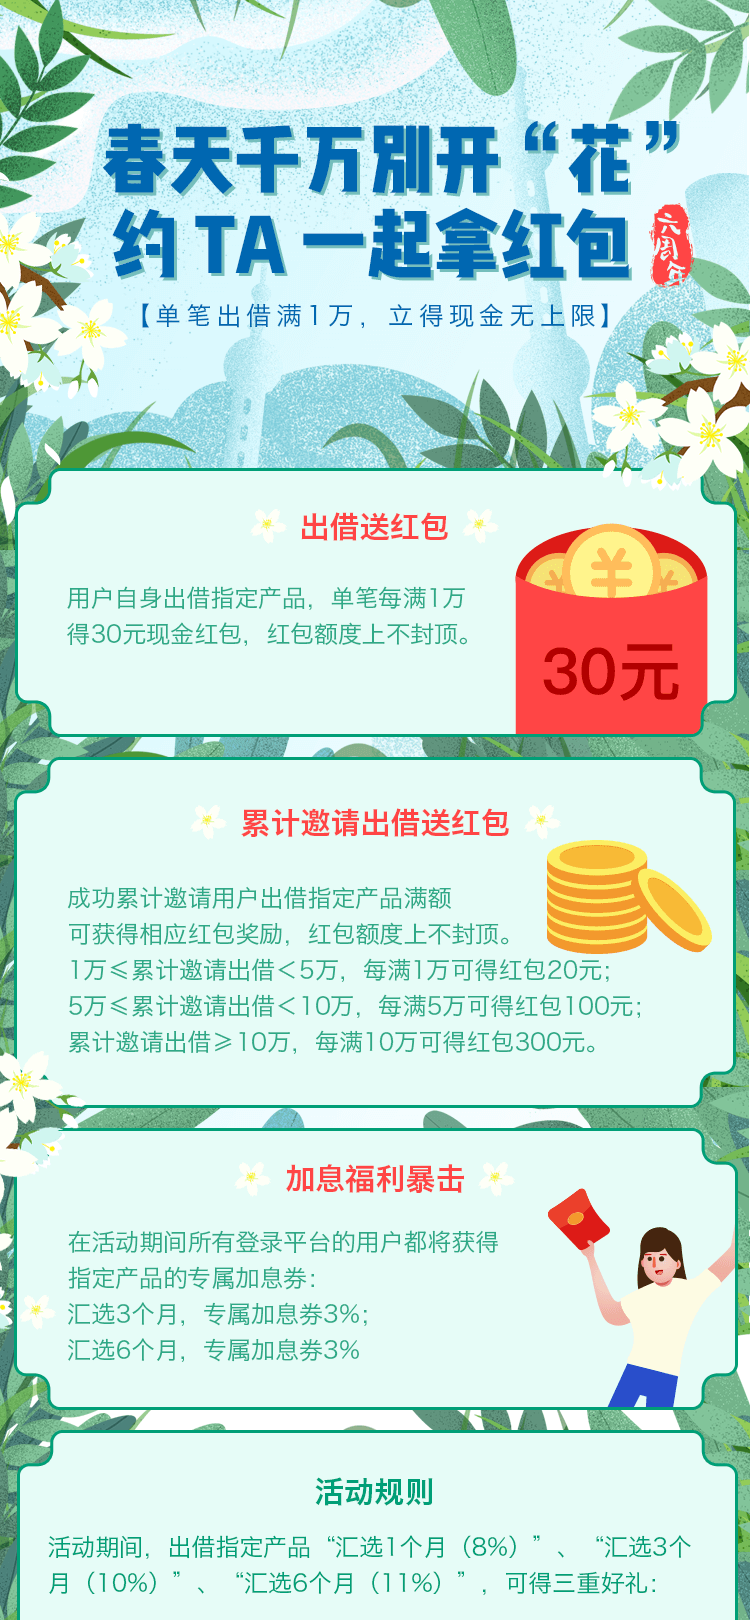 春天千万别开“花”
约TA一起拿红包
六周年
【单笔出借满1万，立得现金无上限】
出借送红包
用户自身出借指定产品，单笔每满1万
得30元现金红包，红包额度上不封顶。
30元
累计邀请出借送红包
成功累计邀请用户出借指定产品满额
可获得相应红包奖励，红包额度上不封顶。
1万≤累计邀请出借＜5万，每满1万可得红包20元；
5万≤累计邀请出借＜10万，每满5万可得红包100元；
累计邀请出借≥10万，每满10万可得红包300元。
加息福利暴击
在活动期间所有登录平台的用户都将获得
指定产品的专属加息券：
汇选3个月，专属加息券3%；
汇选6个月，专属加息券3%
活动规则
活动期间，出借指定产品“汇选1个月（8%）”、“汇选3个
月（10%）”、“汇选6个月（11%）”，可得三重好礼：